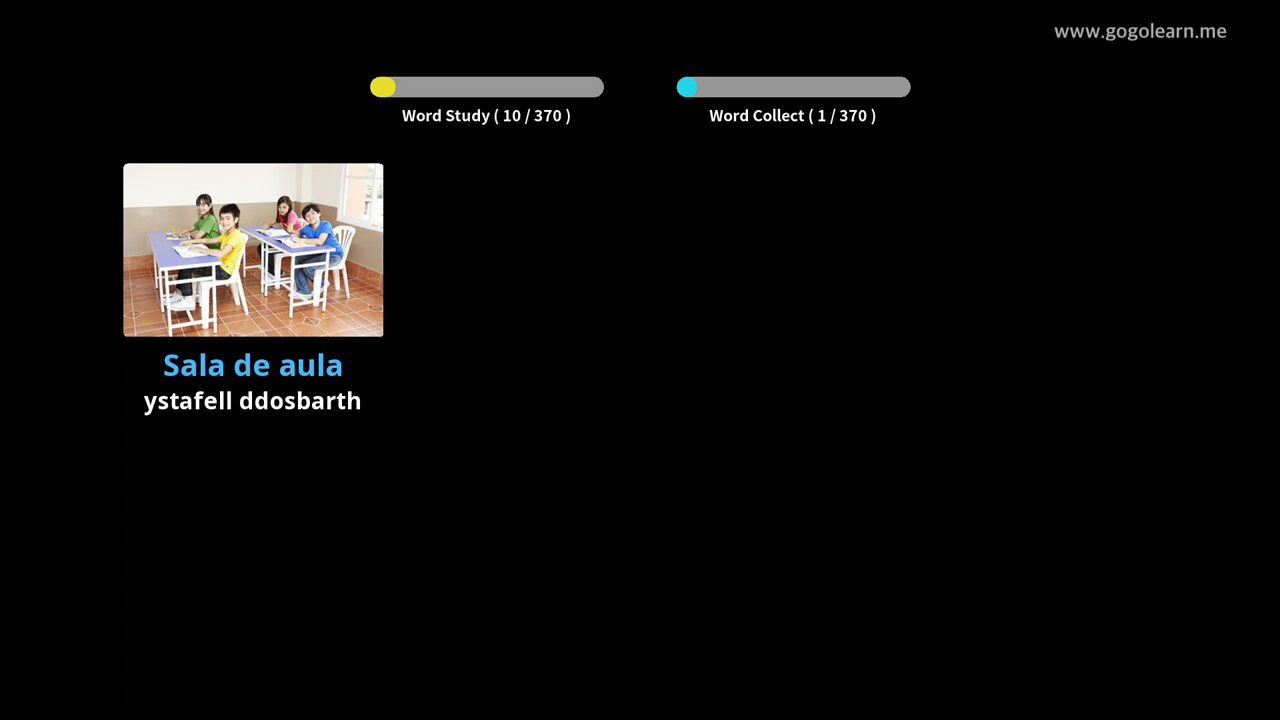 www.gogolearn.me
Word Study ( 10 / 370 )
Word Collect ( 1 / 370 )
Sala de aula
ystafell ddosbarth